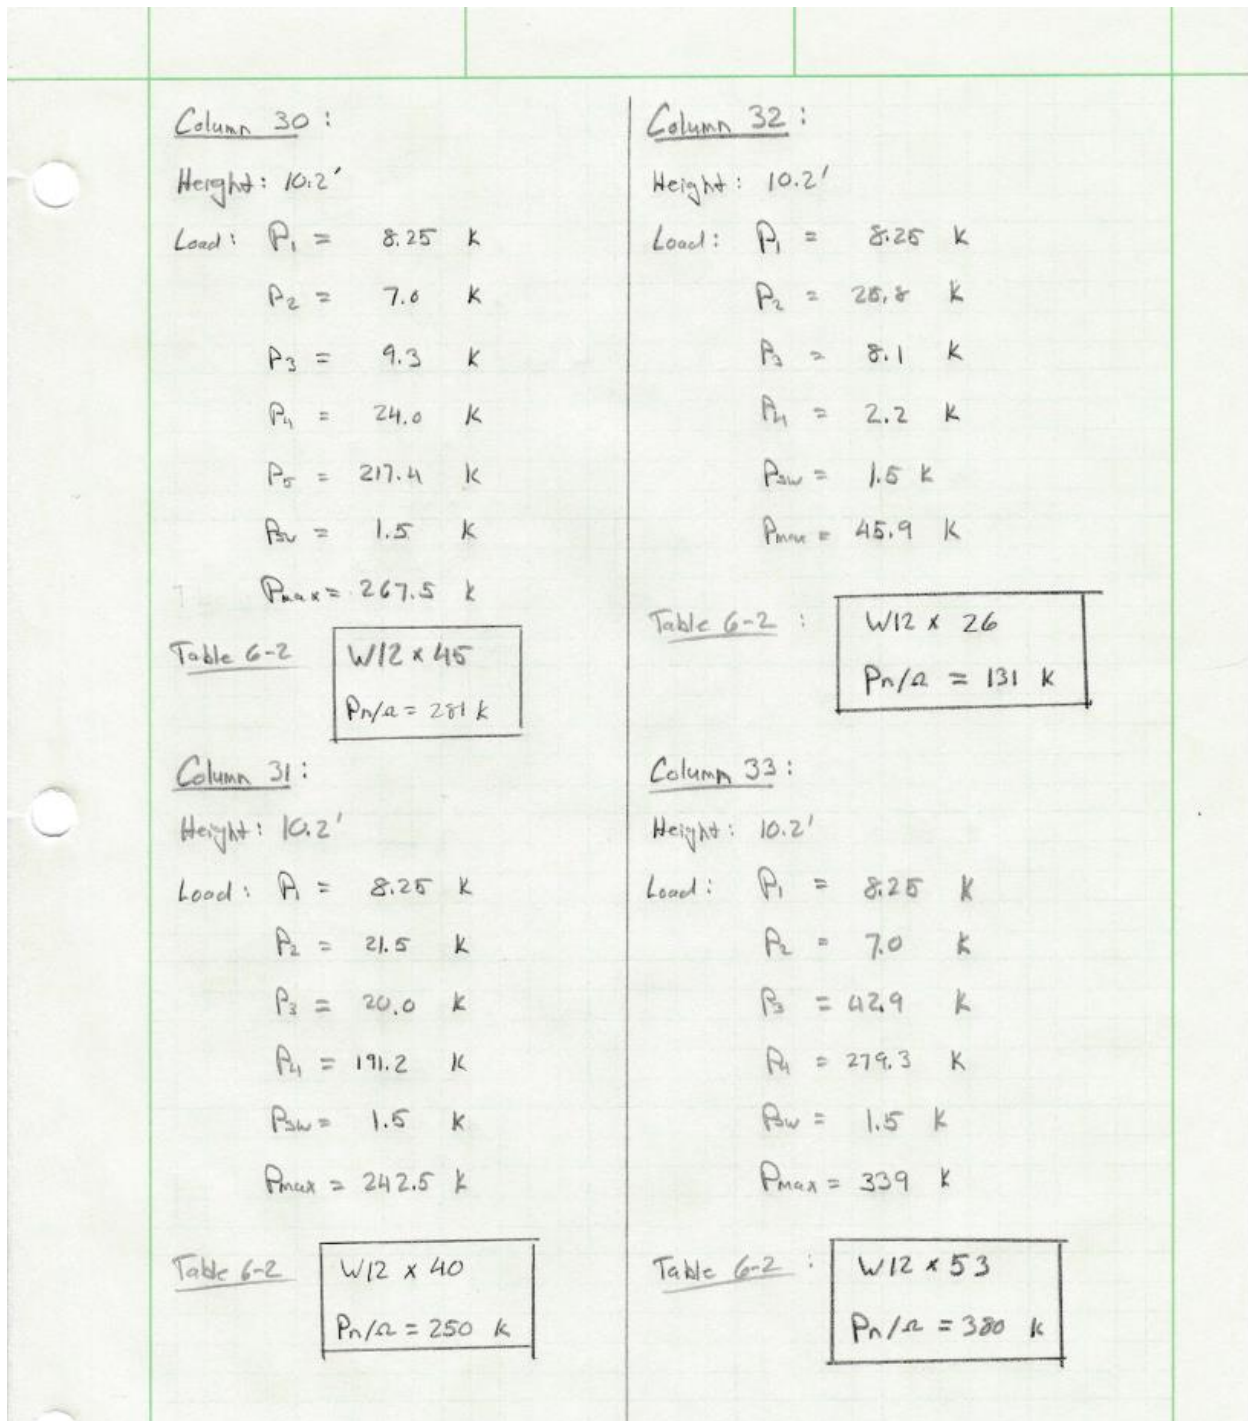 Column 30 :
Height: 10.2'
Load: P1 = 8.25 K
P2 = 7.0 K
P3 = 9.3 K
P4 = 24.0 K
P5 = 217.4 K
Psw = 1.5 K
Pmax = 267.5 k
Table 6-2
W12 x 45
Pn/Ω = 281 k
Column 31 :
Height: 10.2'
Load: P1 = 8.25 K
P2 = 21.5 K
P3 = 20.0 K
P4 = 191.2 K
Psw = 1.5 K
Pmax = 242.5 k
Table 6-2
W12 x 40
Pn/Ω = 250 k
Column 32 :
Height: 10.2'
Load: P1 = 8.25 K
P2 = 25.8 K
P3 = 8.1 K
P4 = 2.2 K
Psw = 1.5 K
Pmax = 45.9 K
Table 6-2 :
W12 x 26
Pn/Ω = 131 K
Column 33 :
Height: 10.2'
Load: P1 = 8.25 K
P2 = 7.0 K
P3 = 42.9 K
P4 = 279.3 K
Psw = 1.5 K
Pmax = 339 K
Table 6-2 :
W12 x 53
Pn/Ω = 380 k